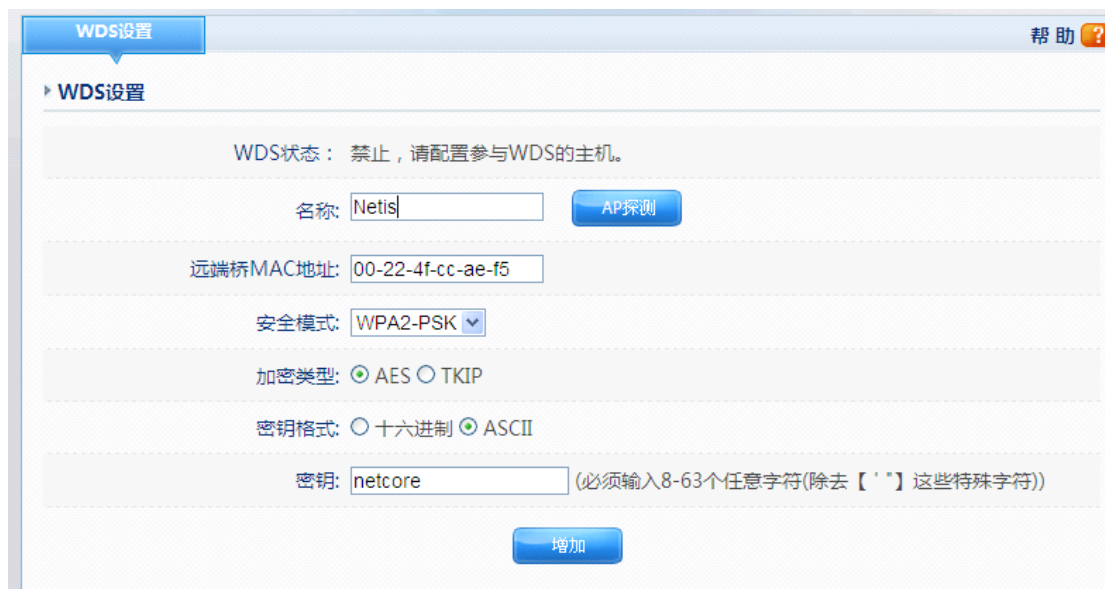 WDS设置
帮助 ?
WDS设置
WDS状态： 禁止，请配置参与WDS的主机。
名称: Netis AP探测
远端桥MAC地址: 00-22-4f-cc-ae-f5
安全模式: WPA2-PSK
加密类型: AES TKIP
密钥格式: 十六进制 ASCII
密钥: netcore (必须输入8-63个任意字符(除去【 ' "】这些特殊字符))
增加